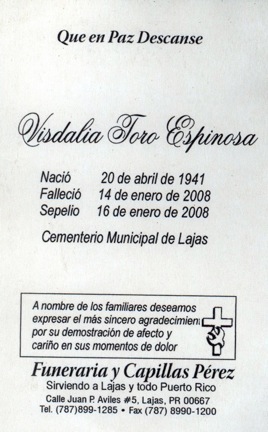 Que en Paz Descanse
Visdalia Toro Espinosa
Nació 20 de abril de 1941
Falleció 14 de enero de 2008
Sepelio 16 de enero de 2008
Cementerio Municipal de Lajas
A nombre de los familiares deseamos
expresar el más sincero agradecimien
por su demostración de afecto y
cariño en sus momentos de dolor
Funeraria y Capillas Pérez
Sirviendo a Lajas y todo Puerto Rico
Calle Juan P. Aviles #5, Lajas, PR 00667
Tel. (787)899-1285 • Fax (787) 8990-1200